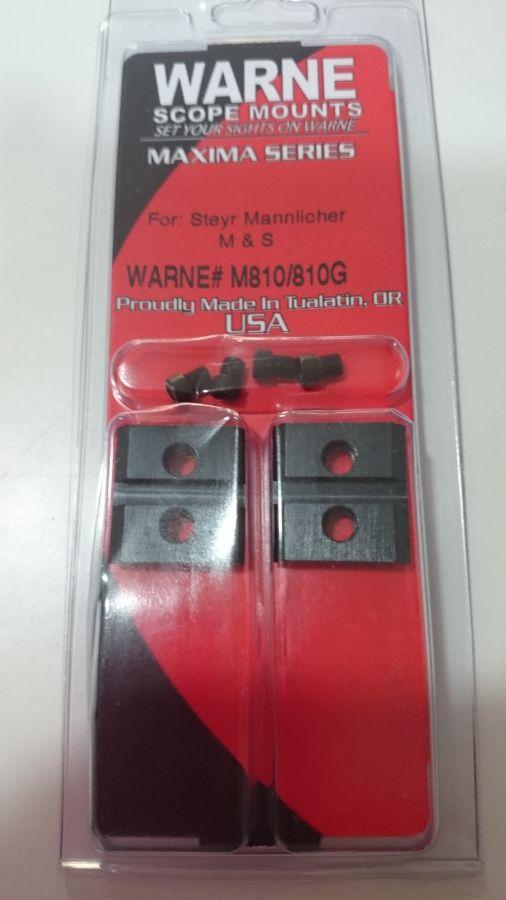 WARNE
SCOPE MOUNTS
SET YOUR SIGHTS ON WARNE
MAXIMA SERIES
For: Steyr Mannlicher
M & S
WARNE# M810/810G
Proudly Made In Tualatin, OR
USA